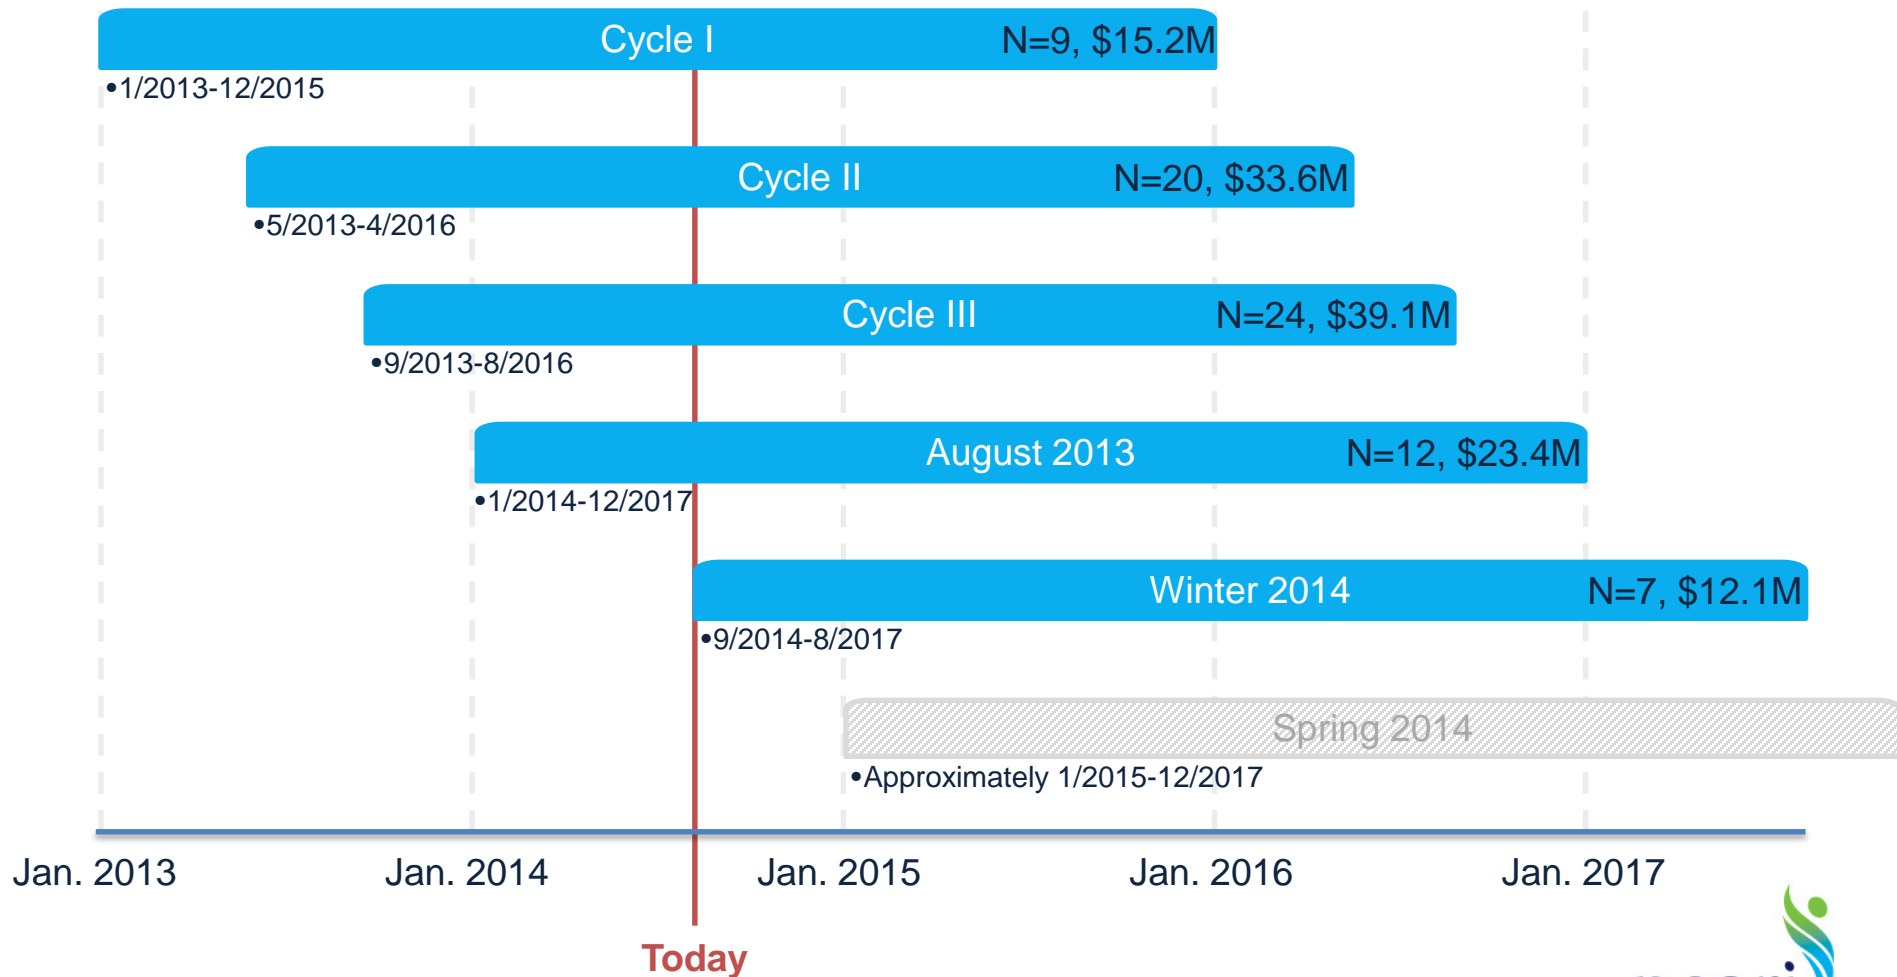 Cycle I N=9, $15.2M
•1/2013-12/2015
Cycle II N=20, $33.6M
•5/2013-4/2016
Cycle III N=24, $39.1M
•9/2013-8/2016
August 2013 N=12, $23.4M
•1/2014-12/2017
Winter 2014 N=7, $12.1M
•9/2014-8/2017
Spring 2014
•Approximately 1/2015-12/2017
Jan. 2013 Jan. 2014 Jan. 2015 Jan. 2016 Jan. 2017
Today